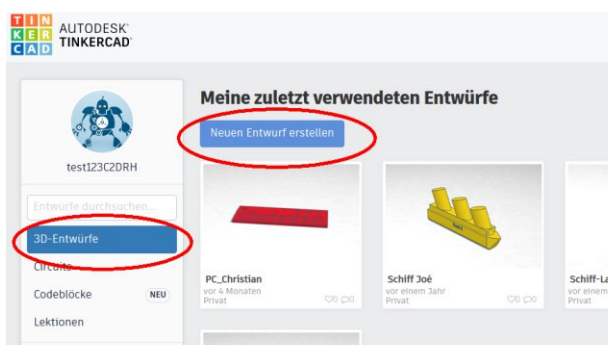 TIN
KER
CAD
AUTODESK®
TINKERCAD®
test123C2DRH
Entwürfe durchsuchen...
3D-Entwürfe
Circuits
Codeblöcke NEU
Lektionen
Meine zuletzt verwendeten Entwürfe
Neuen Entwurf erstellen
PC_Christian
vor 4 Monaten
Privat 0 0
Schiff Joé
vor einem Jahr
Privat 0 0
Schiff-La
vor einem
Privat